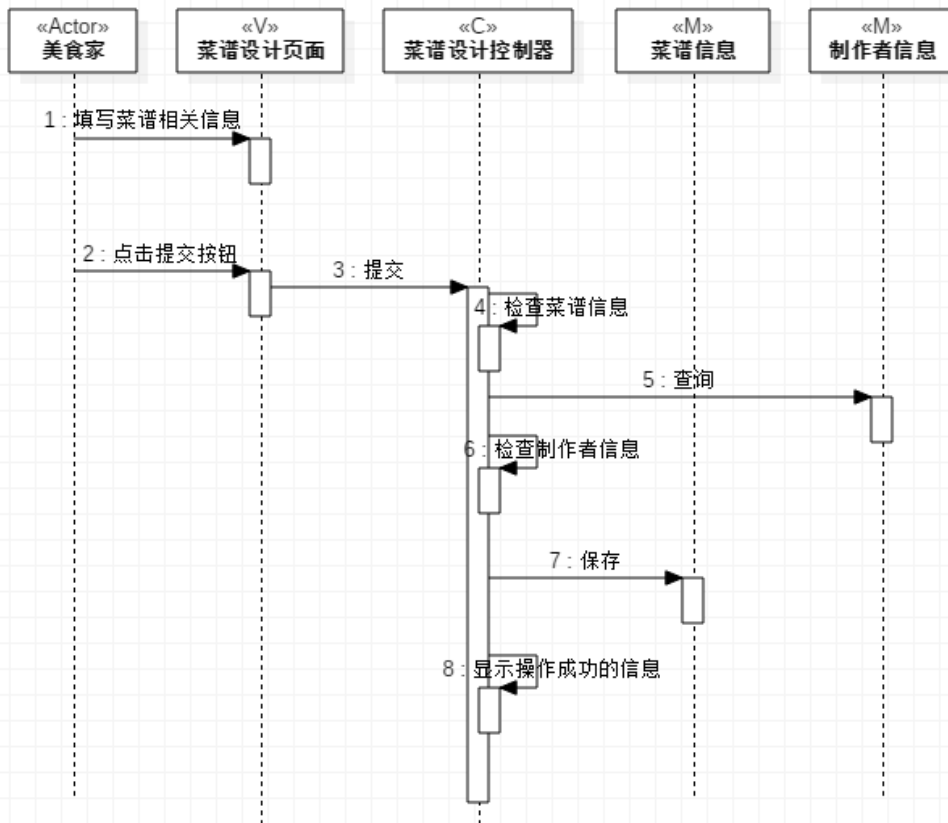 «Actor»
美食家
«V»
菜谱设计页面
«C»
菜谱设计控制器
«M»
菜谱信息
«M»
制作者信息
1 : 填写菜谱相关信息
2 : 点击提交按钮
3 : 提交
4 : 检查菜谱信息
5 : 查询
6 : 检查制作者信息
7 : 保存
8 : 显示操作成功的信息